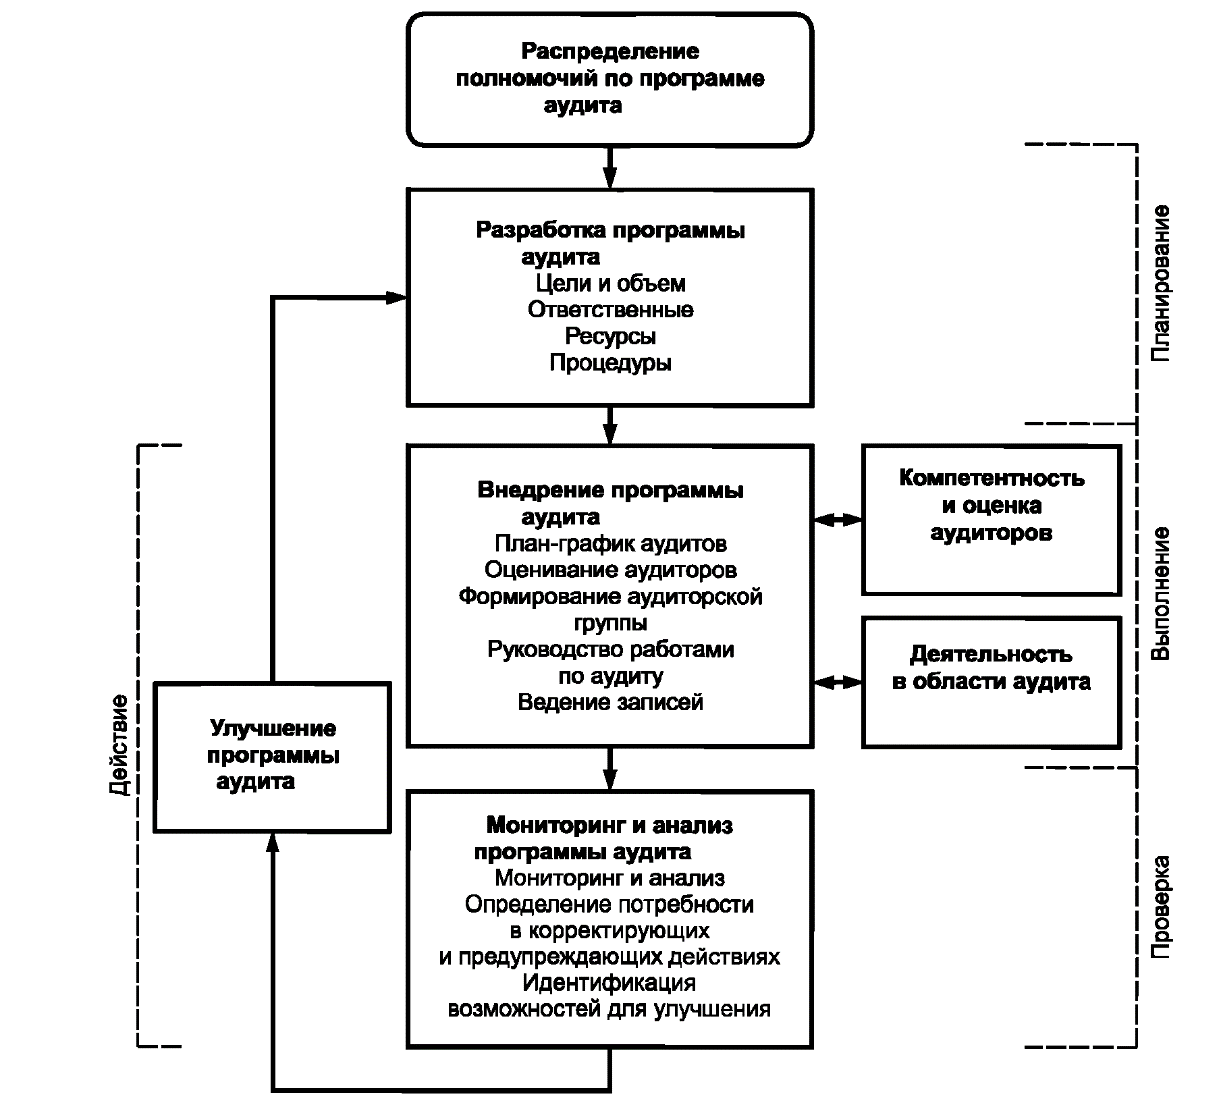 Распределение
полномочий по программе
аудита
Разработка программы
аудита
Цели и объем
Ответственные
Ресурсы
Процедуры
Планирование
Внедрение программы
аудита
План-график аудитов
Оценивание аудиторов
Формирование аудиторской
группы
Руководство работами
по аудиту
Ведение записей
Компетентность
и оценка
аудиторов
Деятельность
в области аудита
Выполнение
Действие
Улучшение
программы
аудита
Мониторинг и анализ
программы аудита
Мониторинг и анализ
Определение потребности
в корректирующих
и предупреждающих действиях
Идентификация
возможностей для улучшения
Проверка